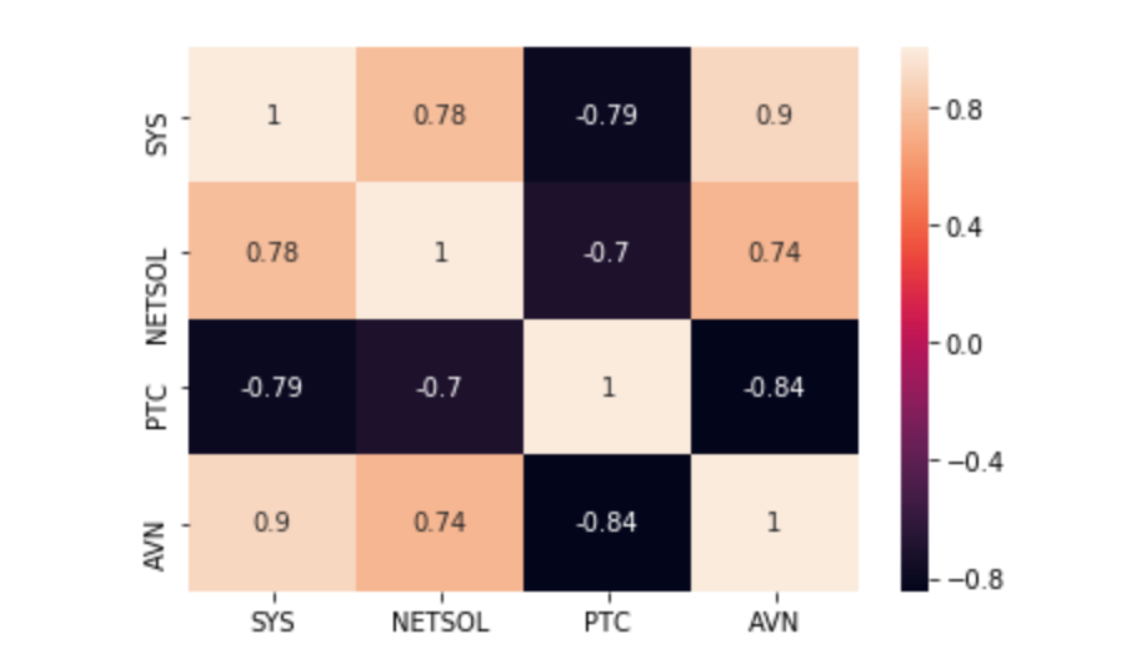 SYS 1 0.78 -0.79 0.9
NETSOL 0.78 1 -0.7 0.74
PTC -0.79 -0.7 1 -0.84
AVN 0.9 0.74 -0.84 1
SYS NETSOL PTC AVN
0.8
0.4
0.0
−0.4
−0.8